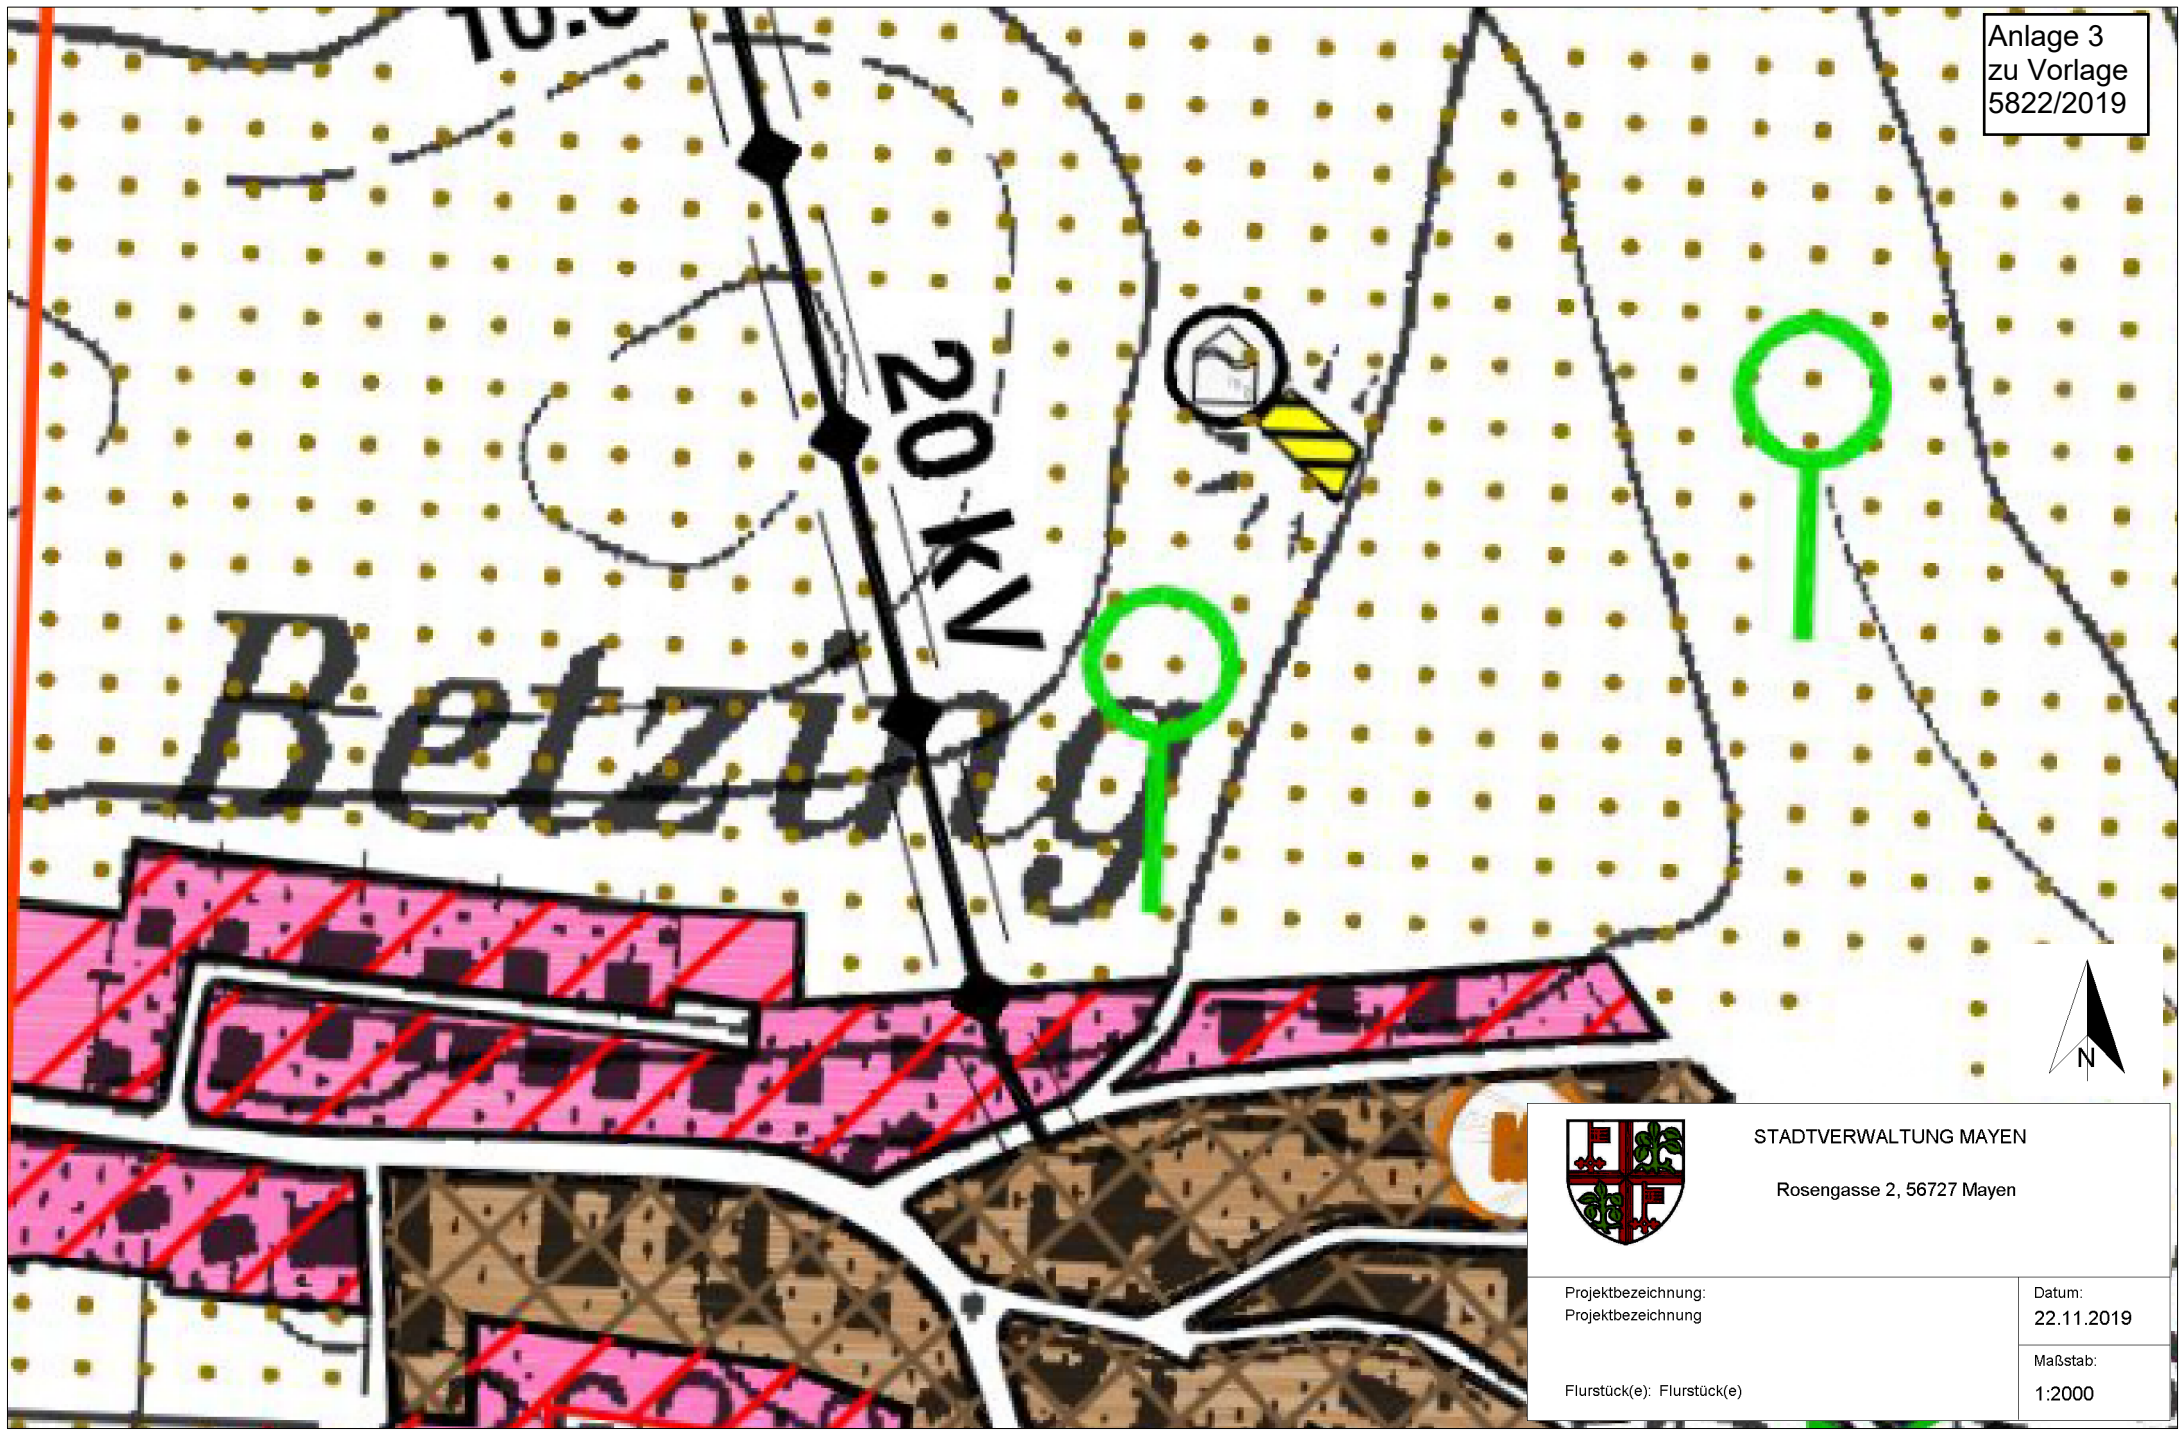 Anlage 3
zu Vorlage
5822/2019
20 kV
Betzing
N
STADTVERWALTUNG MAYEN
Rosengasse 2, 56727 Mayen
Projektbezeichnung:
Projektbezeichnung
Flurstück(e): Flurstück(e)
Datum:
22.11.2019
Maßstab:
1:2000